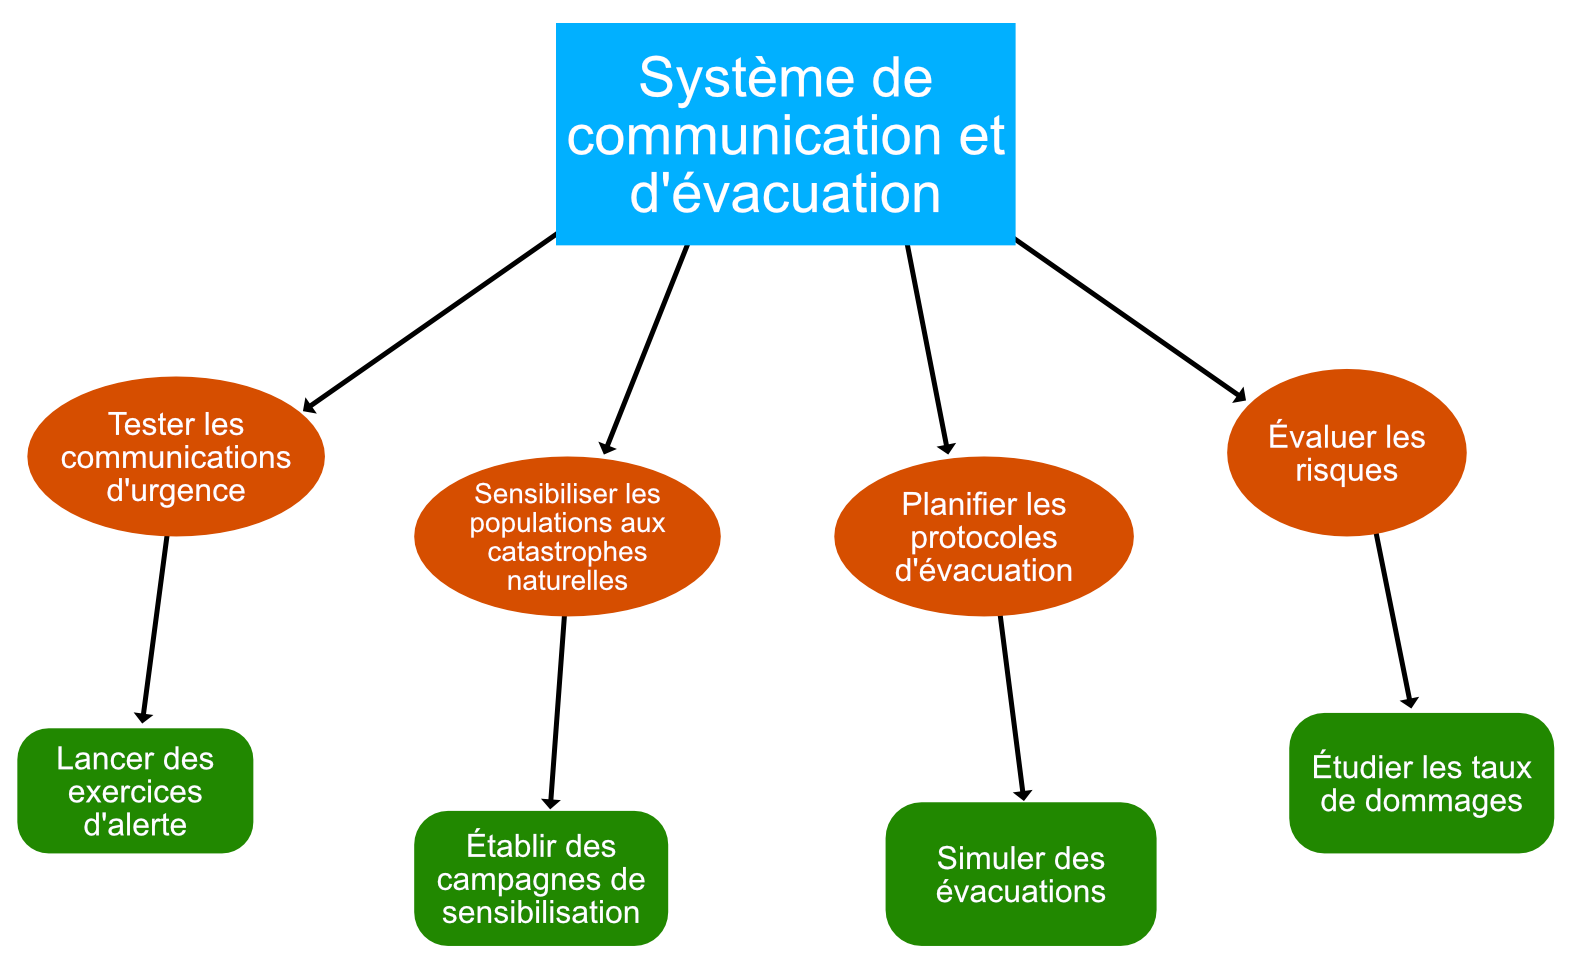 Système de
communication et
d'évacuation
Tester les
communications
d'urgence
Sensibiliser les
populations aux
catastrophes
naturelles
Planifier les
protocoles
d'évacuation
Évaluer les
risques
Lancer des
exercices
d'alerte
Établir des
campagnes de
sensibilisation
Simuler des
évacuations
Étudier les taux
de dommages